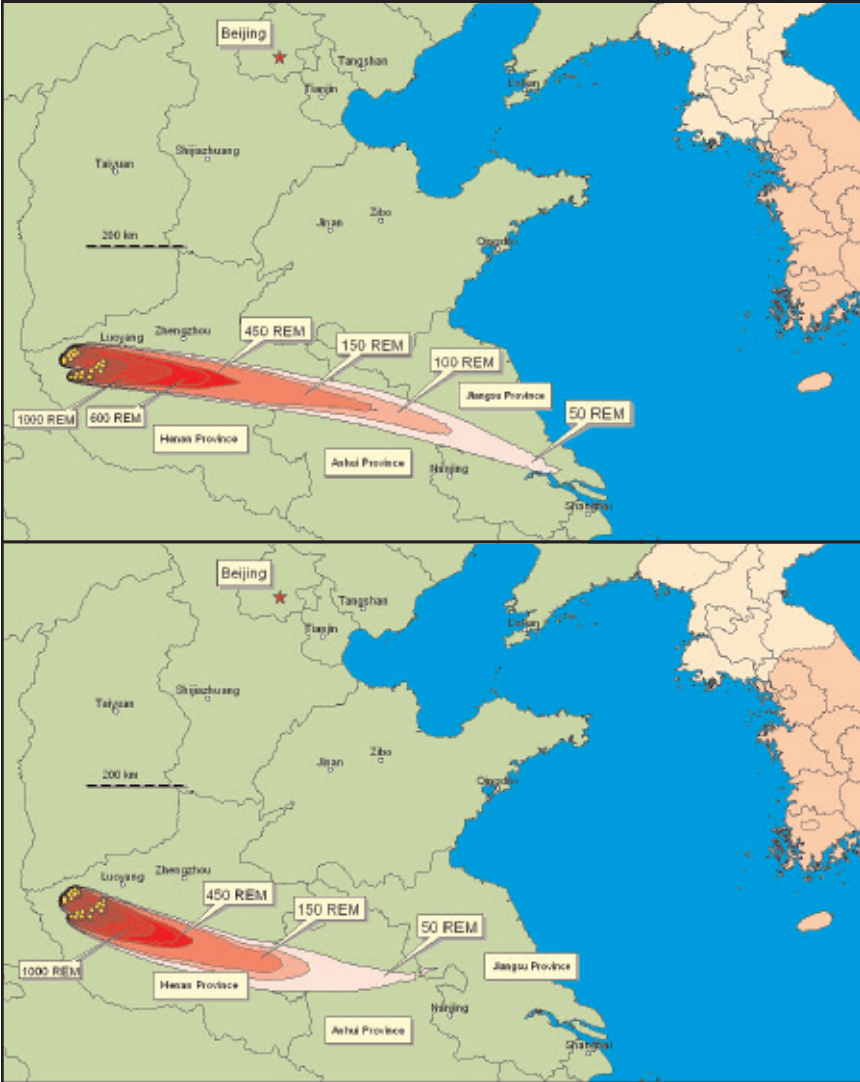 Beijing
Tangshan
Tianjin
Dalian
Shijiazhuang
Taiyuan
Zibo
Jinan
Qingdao
200 km
Luoyang
Zhengzhou
450 REM
150 REM
100 REM
Jiangsu Province
50 REM
1000 REM
600 REM
Henan Province
Anhui Province
Nanjing
Shanghai
Beijing
Tangshan
Tianjin
Dalian
Shijiazhuang
Taiyuan
Zibo
Jinan
Qingdao
200 km
Luoyang
Zhengzhou
450 REM
150 REM
50 REM
1000 REM
Jiangsu Province
Henan Province
Nanjing
Anhui Province
Shanghai